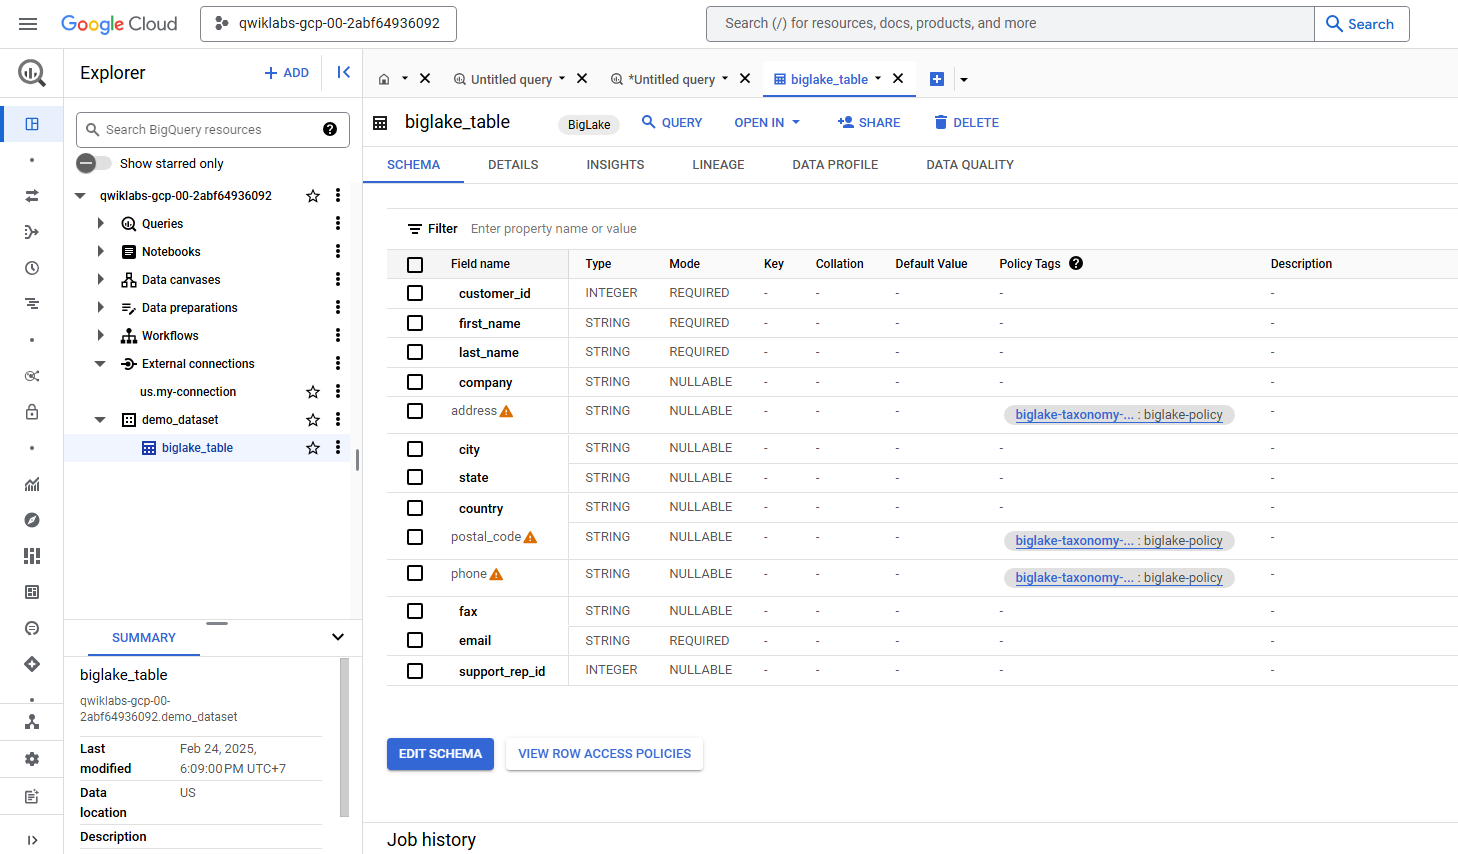 Google Cloud
qwiklabs-gcp-00-2abf64936092
Search (/) for resources, docs, products, and more
Search
Explorer
ADD
Search BigQuery resources
Show starred only
qwiklabs-gcp-00-2abf64936092
Queries
Notebooks
Data canvases
Data preparations
Workflows
External connections
us.my-connection
demo_dataset
biglake_table
SUMMARY
biglake_table
qwiklabs-gcp-00-
2abf64936092.demo_dataset
Last modified Feb 24, 2025, 6:09:00 PM UTC+7
Data location US
Description
Untitled query
*Untitled query
biglake_table
biglake_table BigLake QUERY OPEN IN SHARE DELETE
SCHEMA DETAILS INSIGHTS LINEAGE DATA PROFILE DATA QUALITY
Filter Enter property name or value
Field name Type Mode Key Collation Default Value Policy Tags Description
customer_id INTEGER REQUIRED - - - - -
first_name STRING REQUIRED - - - - -
last_name STRING REQUIRED - - - - -
company STRING NULLABLE - - - - -
address STRING NULLABLE - - - biglake-taxonomy-... : biglake-policy -
city STRING NULLABLE - - - - -
state STRING NULLABLE - - - - -
country STRING NULLABLE - - - - -
postal_code STRING NULLABLE - - - biglake-taxonomy-... : biglake-policy -
phone STRING NULLABLE - - - biglake-taxonomy-... : biglake-policy -
fax STRING NULLABLE - - - - -
email STRING REQUIRED - - - - -
support_rep_id INTEGER NULLABLE - - - - -
EDIT SCHEMA VIEW ROW ACCESS POLICIES
Job history